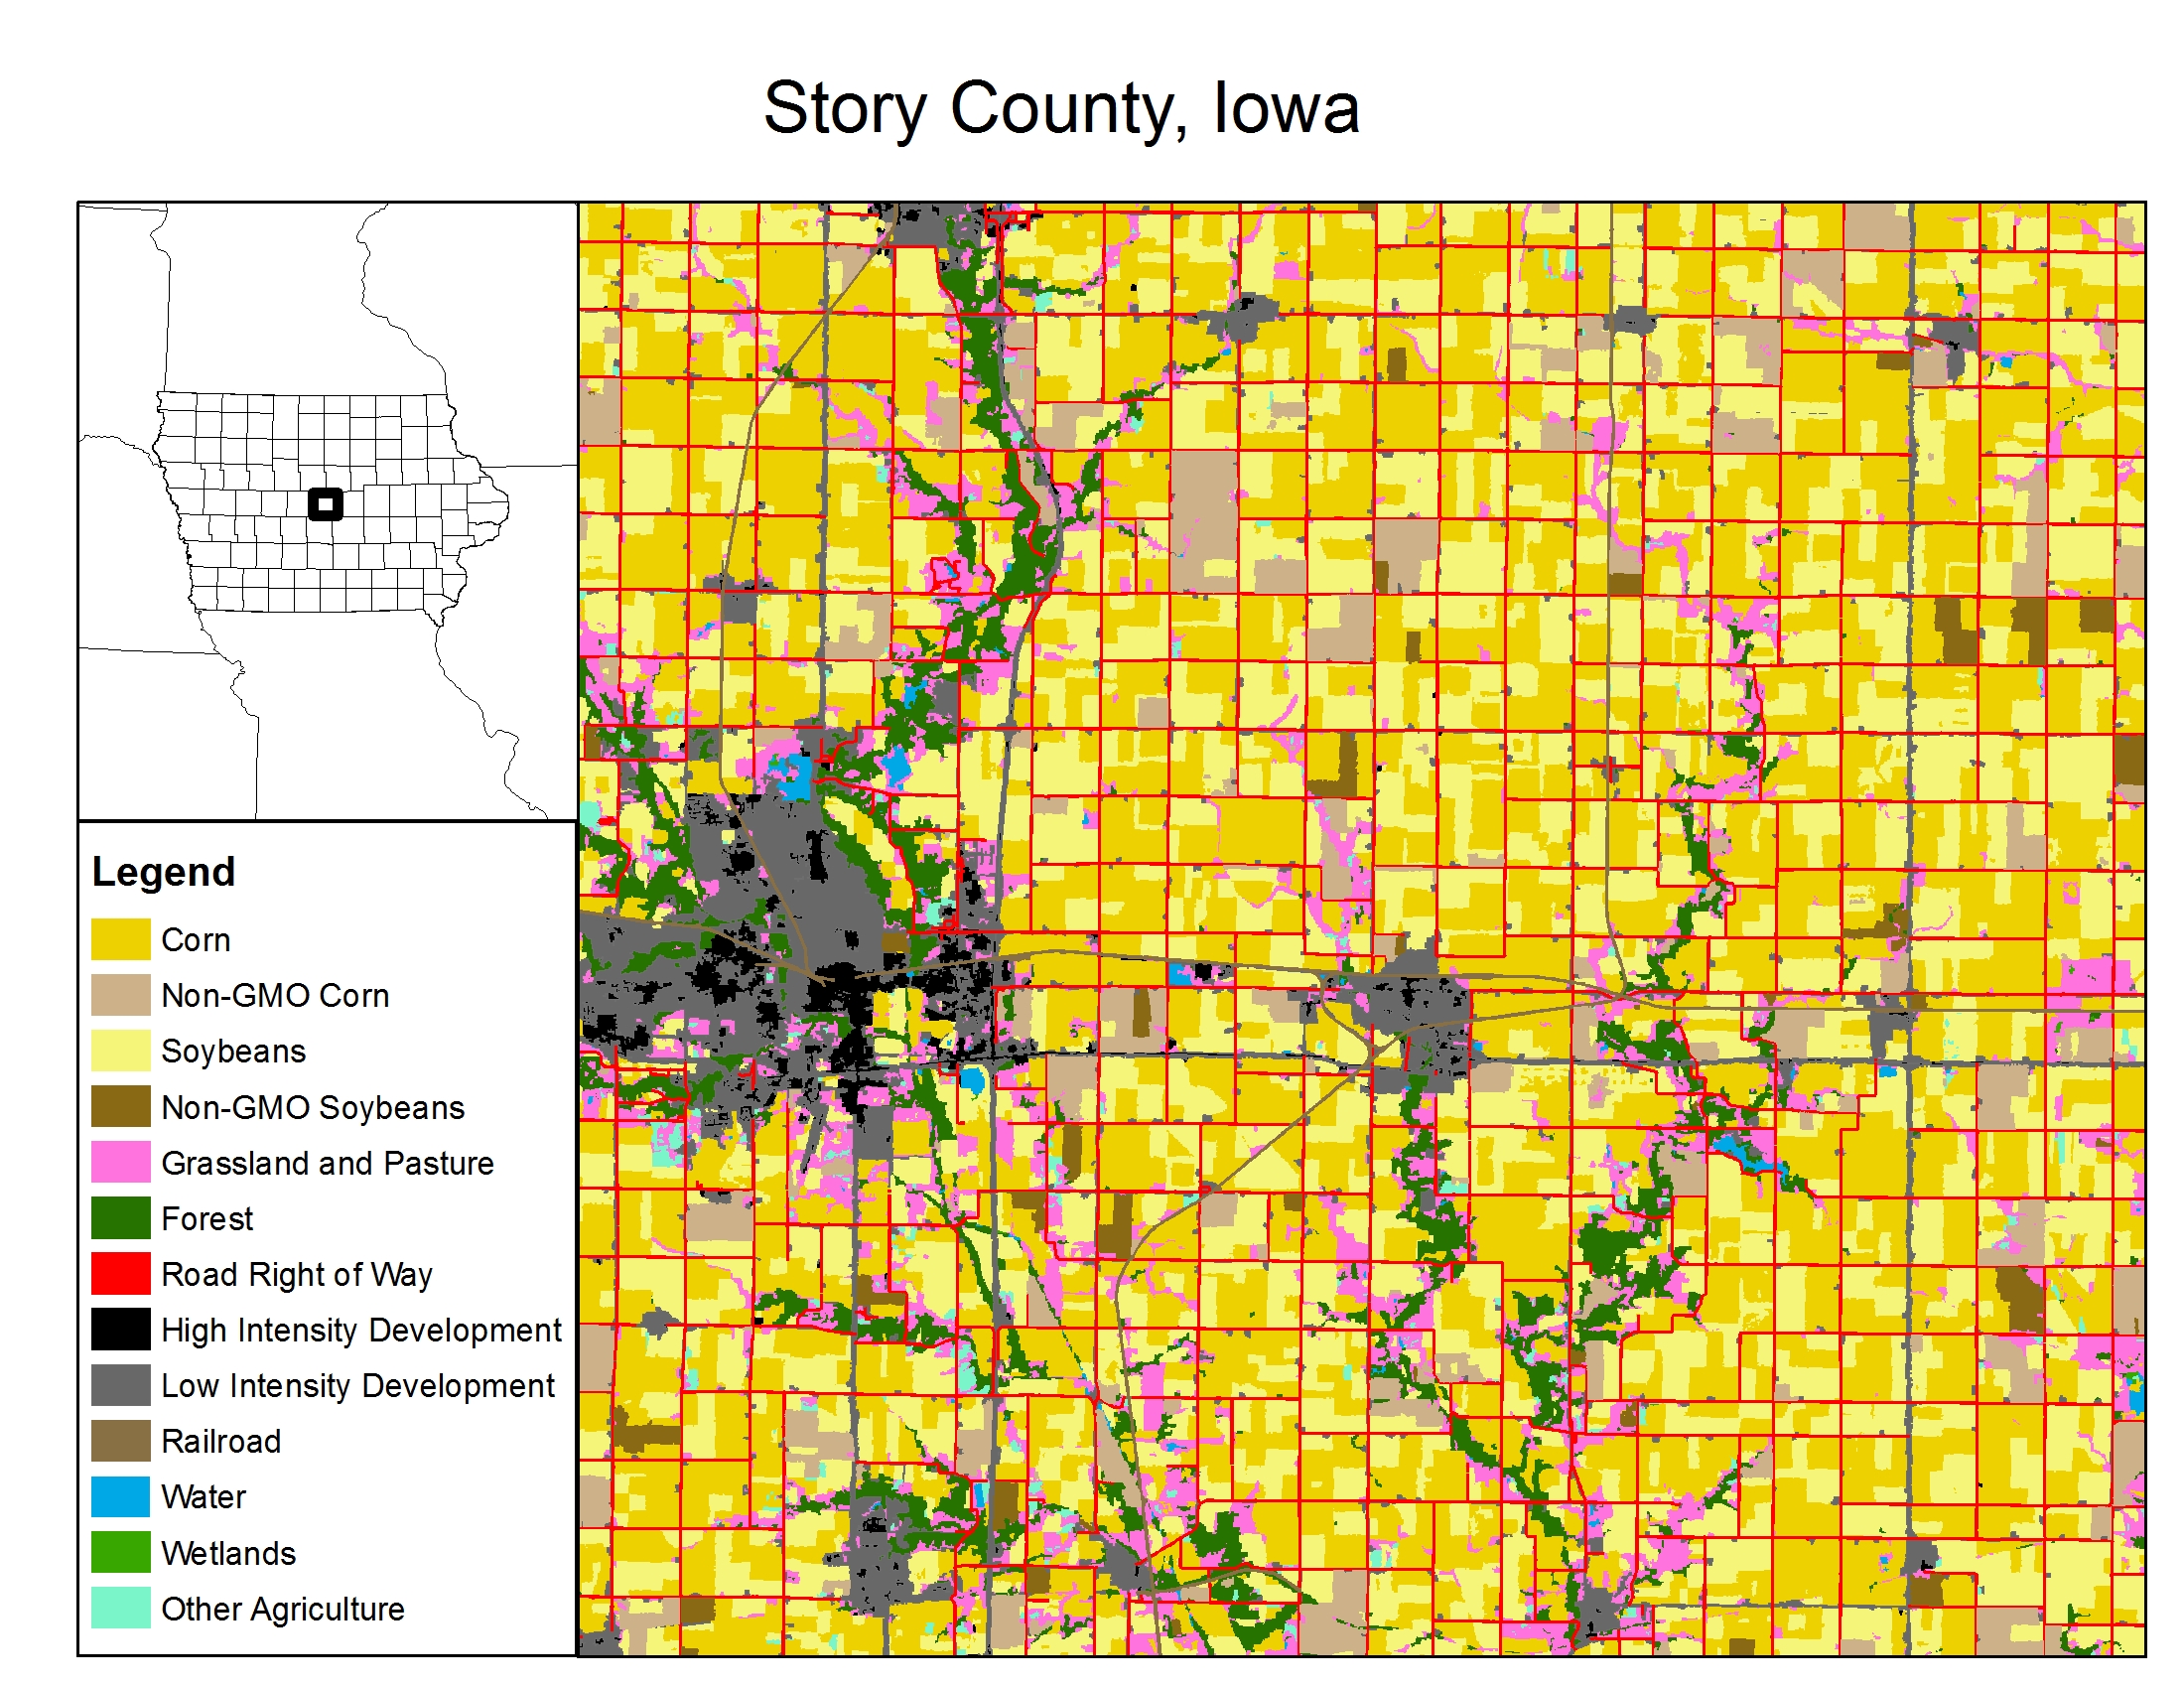 Story County, Iowa
Legend
Corn
Non-GMO Corn
Soybeans
Non-GMO Soybeans
Grassland and Pasture
Forest
Road Right of Way
High Intensity Development
Low Intensity Development
Railroad
Water
Wetlands
Other Agriculture